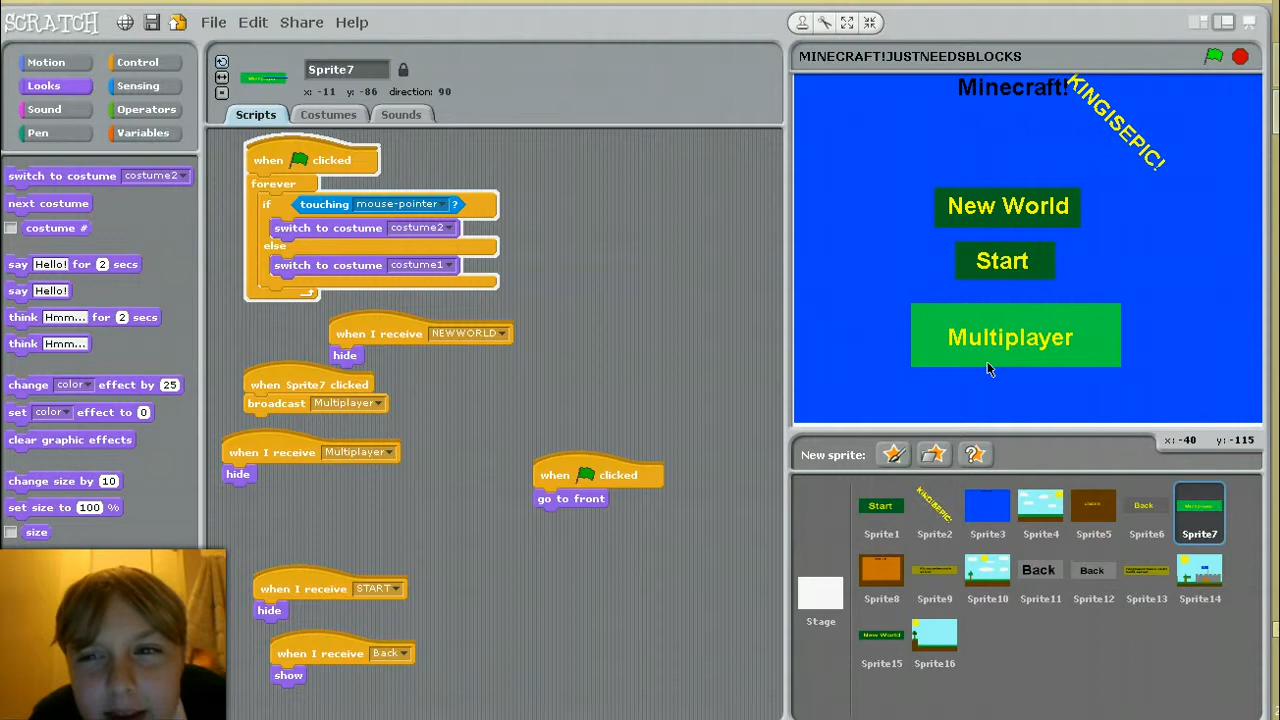 SCRATCH File Edit Share Help
Motion Control
Looks Sensing
Sound Operators
Pen Variables
switch to costume costume2
next costume
costume #
say Hello! for 2 secs
say Hello!
think Hmm... for 2 secs
think Hmm...
change color effect by 25
set color effect to 0
clear graphic effects
change size by 10
set size to 100 %
size
Sprite7
x: -11 y: -86 direction: 90
Scripts Costumes Sounds
when clicked
forever
if touching mouse-pointer ?
switch to costume costume2
else
switch to costume costume1
when I receive NEWWORLD
hide
when Sprite7 clicked
broadcast Multiplayer
when I receive Multiplayer
hide
when clicked
go to front
when I receive START
hide
when I receive Back
show
MINECRAFT!JUSTNEEDSBLOCKS
Minecraft!
KINGISEPIC!
New World
Start
Multiplayer
x: -40 y: -115
New sprite:
Start KINGISEPIC! Back
Sprite1 Sprite2 Sprite3 Sprite4 Sprite5 Sprite6 Sprite7
Back Back
Sprite8 Sprite9 Sprite10 Sprite11 Sprite12 Sprite13 Sprite14
Stage
New World
Sprite15 Sprite16